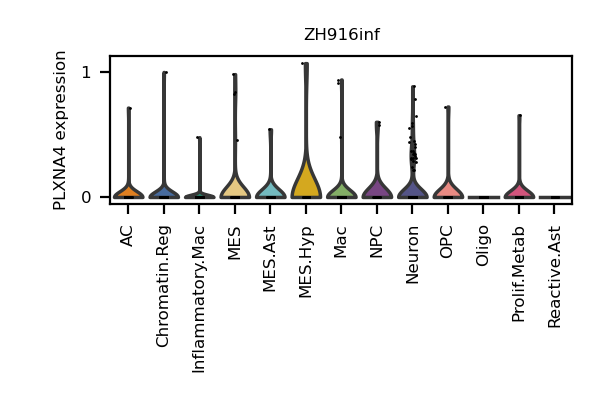 ZH916inf
PLXNA4 expression
1
0
AC
Chromatin.Reg
Inflammatory.Mac
MES
MES.Ast
MES.Hyp
Mac
NPC
Neuron
OPC
Oligo
Prolif.Metab
Reactive.Ast